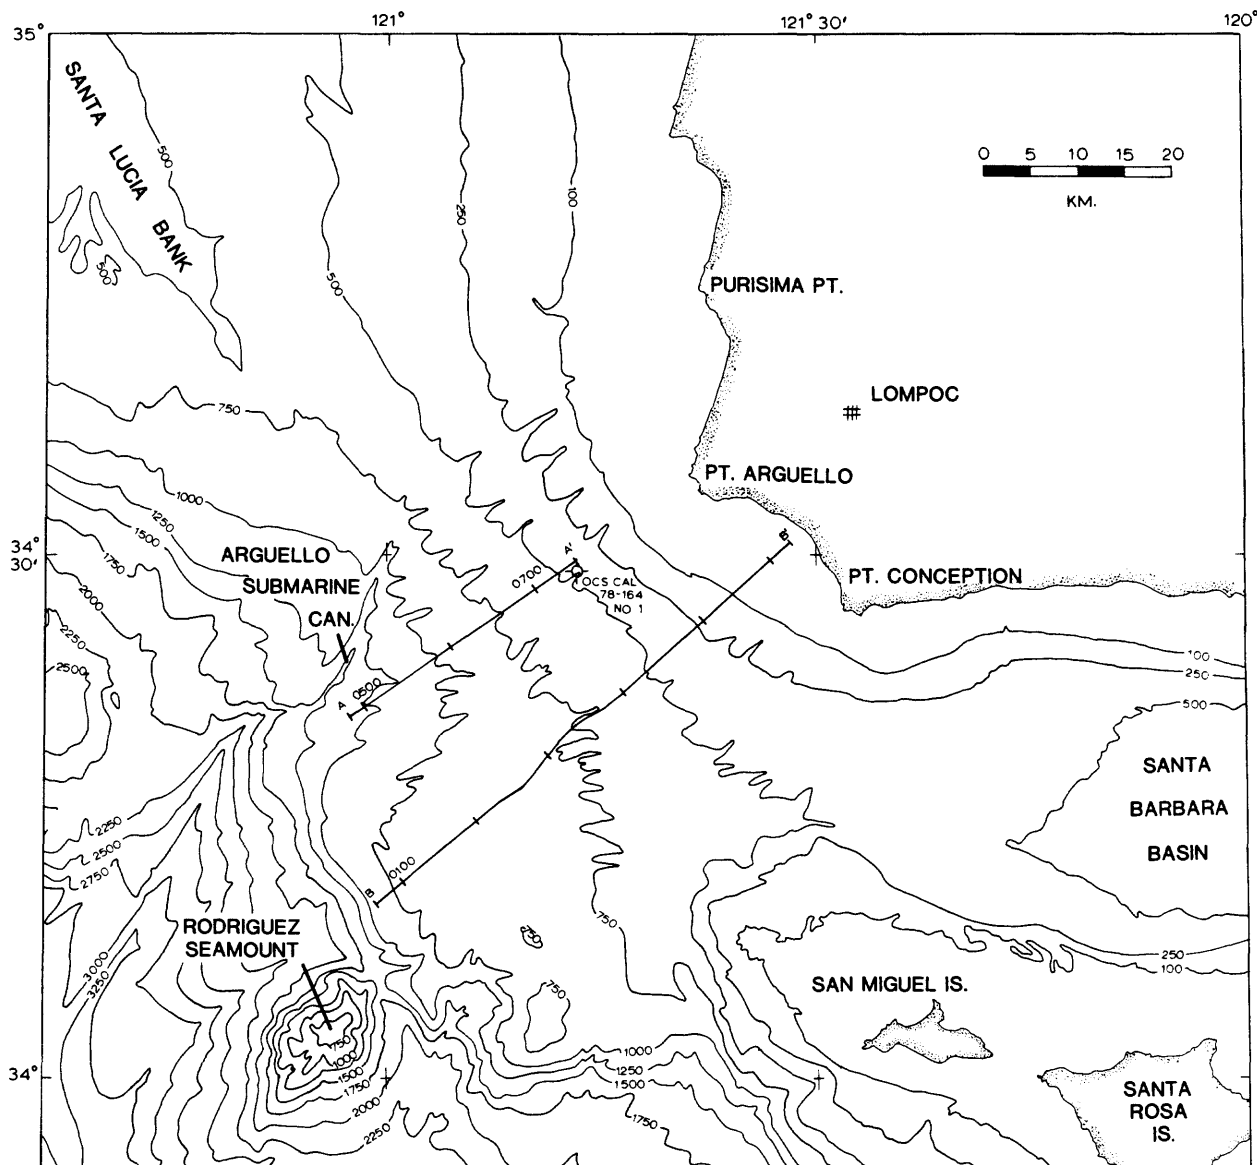 35°
121°
121° 30'
120°
SANTA
LUCIA
BANK
500
500
500
250
100
0 5 10 15 20
KM.
PURISIMA PT.
LOMPOC
PT. ARGUELLO
PT. CONCEPTION
750
1000
1250
1500
1750
2000
2250
2500
34°
30'
ARGUELLO
SUBMARINE
CAN.
A
0500
0700
A'
OCS CAL
78-164
NO 1
B'
B
0100
100
250
500
SANTA
BARBARA
BASIN
2250
2500
2750
3000
3250
RODRIGUEZ
SEAMOUNT
750
750
750
250
100
SAN MIGUEL IS.
SANTA
ROSA
IS.
750
1000
1500
1750
2000
2250
1000
1250
1500
1750
34°